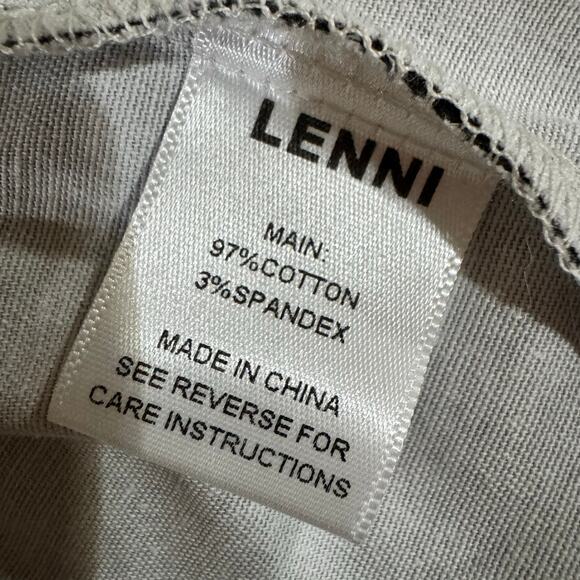 LENNI
MAIN:
97%COTTON
3%SPANDEX
MADE IN CHINA
SEE REVERSE FOR
CARE INSTRUCTIONS